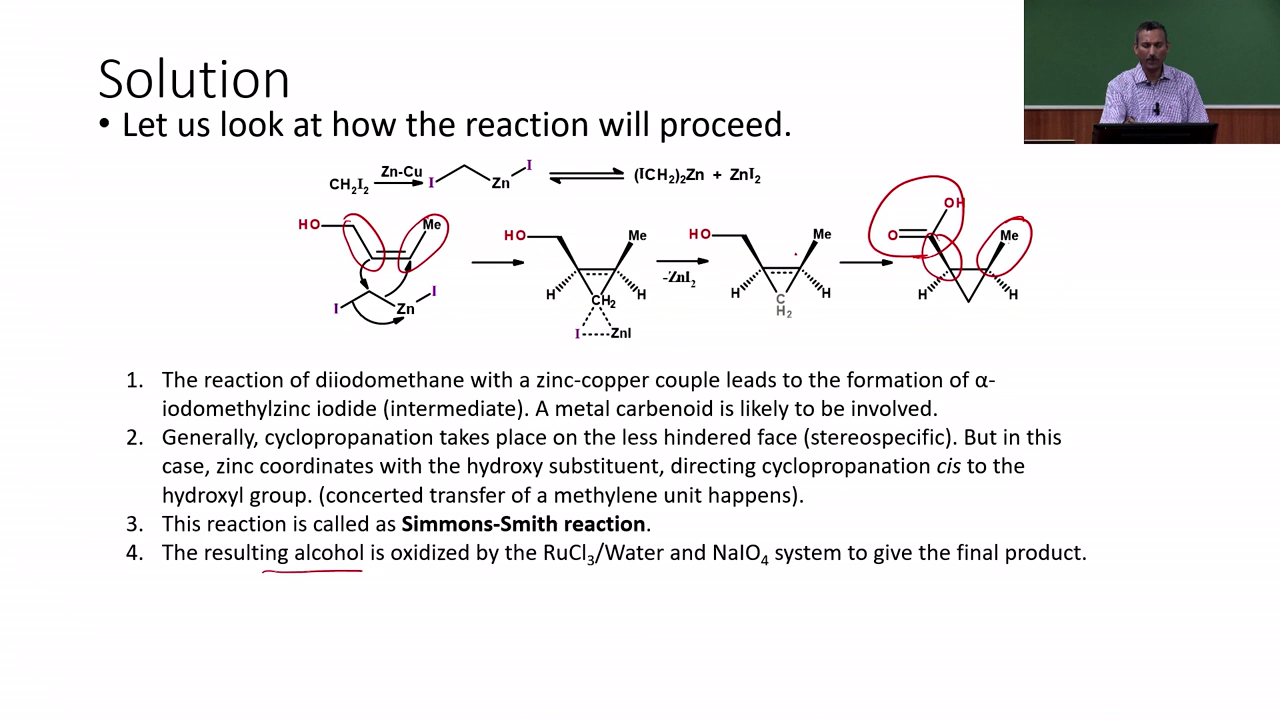 Solution
• Let us look at how the reaction will proceed.
CH2I2 Zn-Cu I Zn I (ICH2)2Zn + ZnI2
HO Me I Zn I
HO Me H H CH2 I ZnI
-ZnI2
HO Me H H C H2
O OH Me H H
1. The reaction of diiodomethane with a zinc-copper couple leads to the formation of α-
iodomethylzinc iodide (intermediate). A metal carbenoid is likely to be involved.
2. Generally, cyclopropanation takes place on the less hindered face (stereospecific). But in this
case, zinc coordinates with the hydroxy substituent, directing cyclopropanation cis to the
hydroxyl group. (concerted transfer of a methylene unit happens).
3. This reaction is called as Simmons-Smith reaction.
4. The resulting alcohol is oxidized by the RuCl3/Water and NaIO4 system to give the final product.